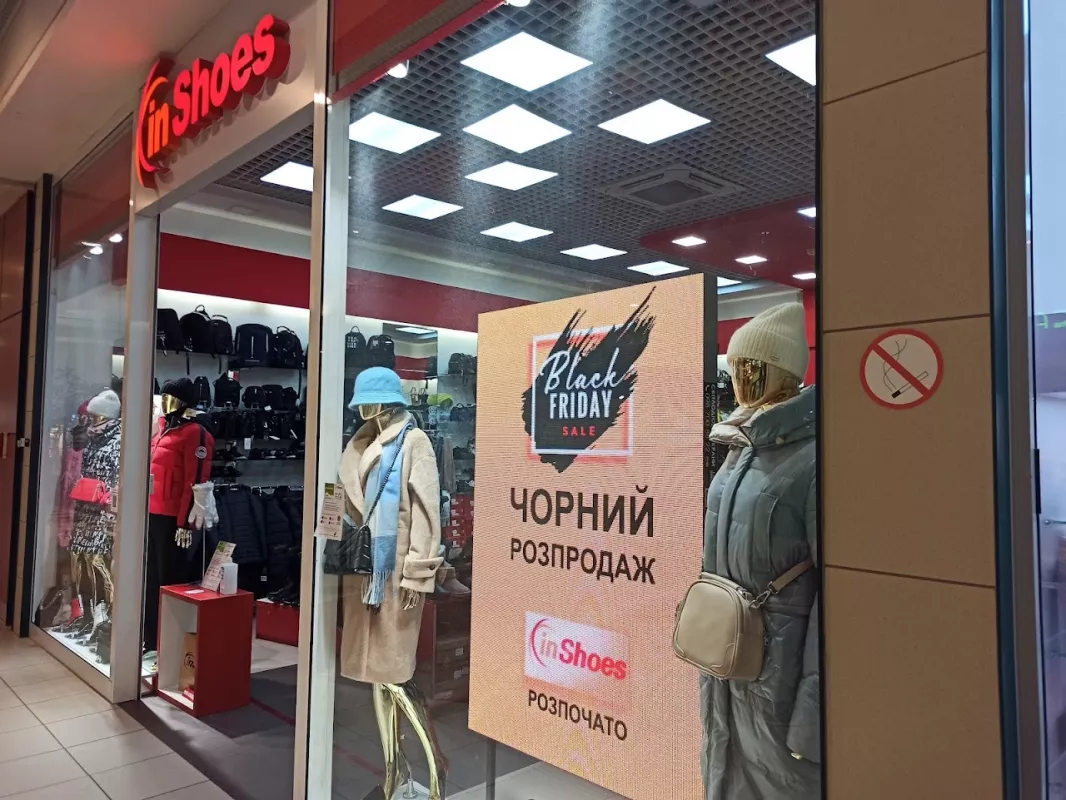 inShoes
Black
FRIDAY
SALE
ЧОРНИЙ
РОЗПРОДАЖ
inShoes
РОЗПОЧАТО